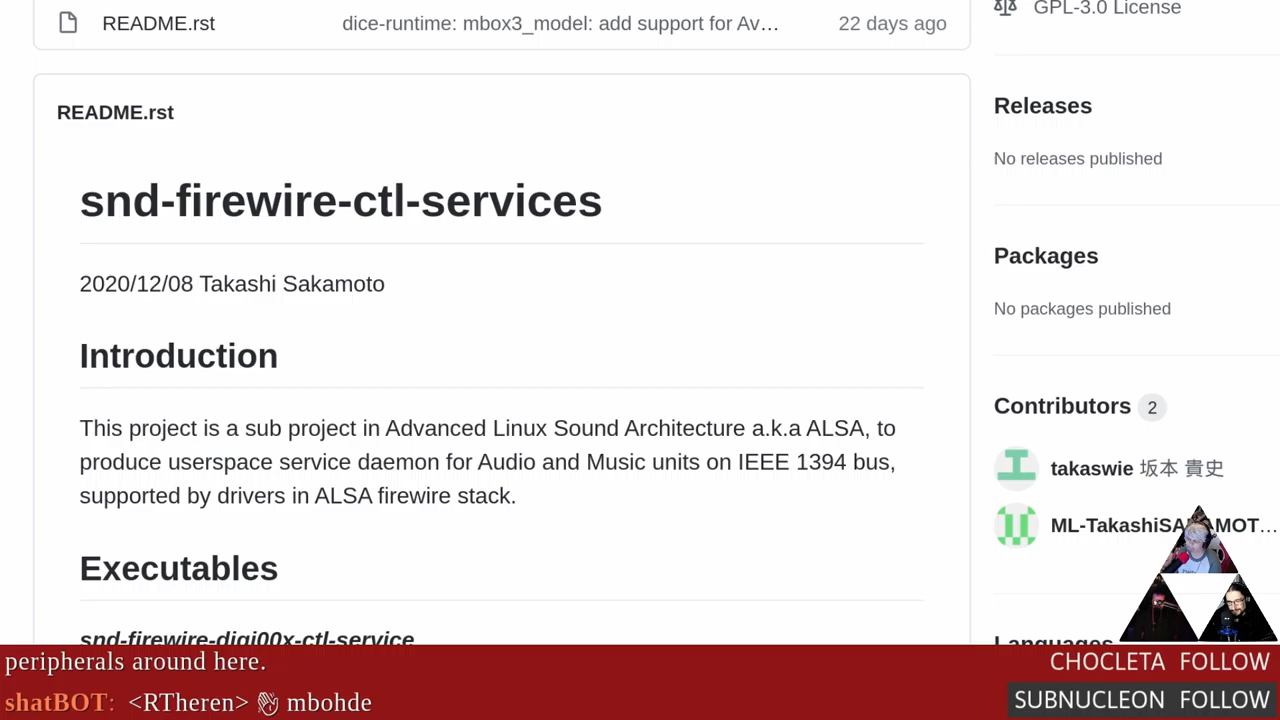 README.rst
dice-runtime: mbox3_model: add support for Av…
22 days ago
GPL-3.0 License
README.rst
snd-firewire-ctl-services
2020/12/08 Takashi Sakamoto
Introduction
This project is a sub project in Advanced Linux Sound Architecture a.k.a ALSA, to
produce userspace service daemon for Audio and Music units on IEEE 1394 bus,
supported by drivers in ALSA firewire stack.
Executables
snd-firewire-digi00x-ctl-service
Releases
No releases published
Packages
No packages published
Contributors 2
takaswie 坂本 貴史
ML-TakashiSAKAMOT…
Languages
peripherals around here.
shatBOT: <RTheren> 👋 mbohde
CHOCLETA FOLLOW
SUBNUCLEON FOLLOW